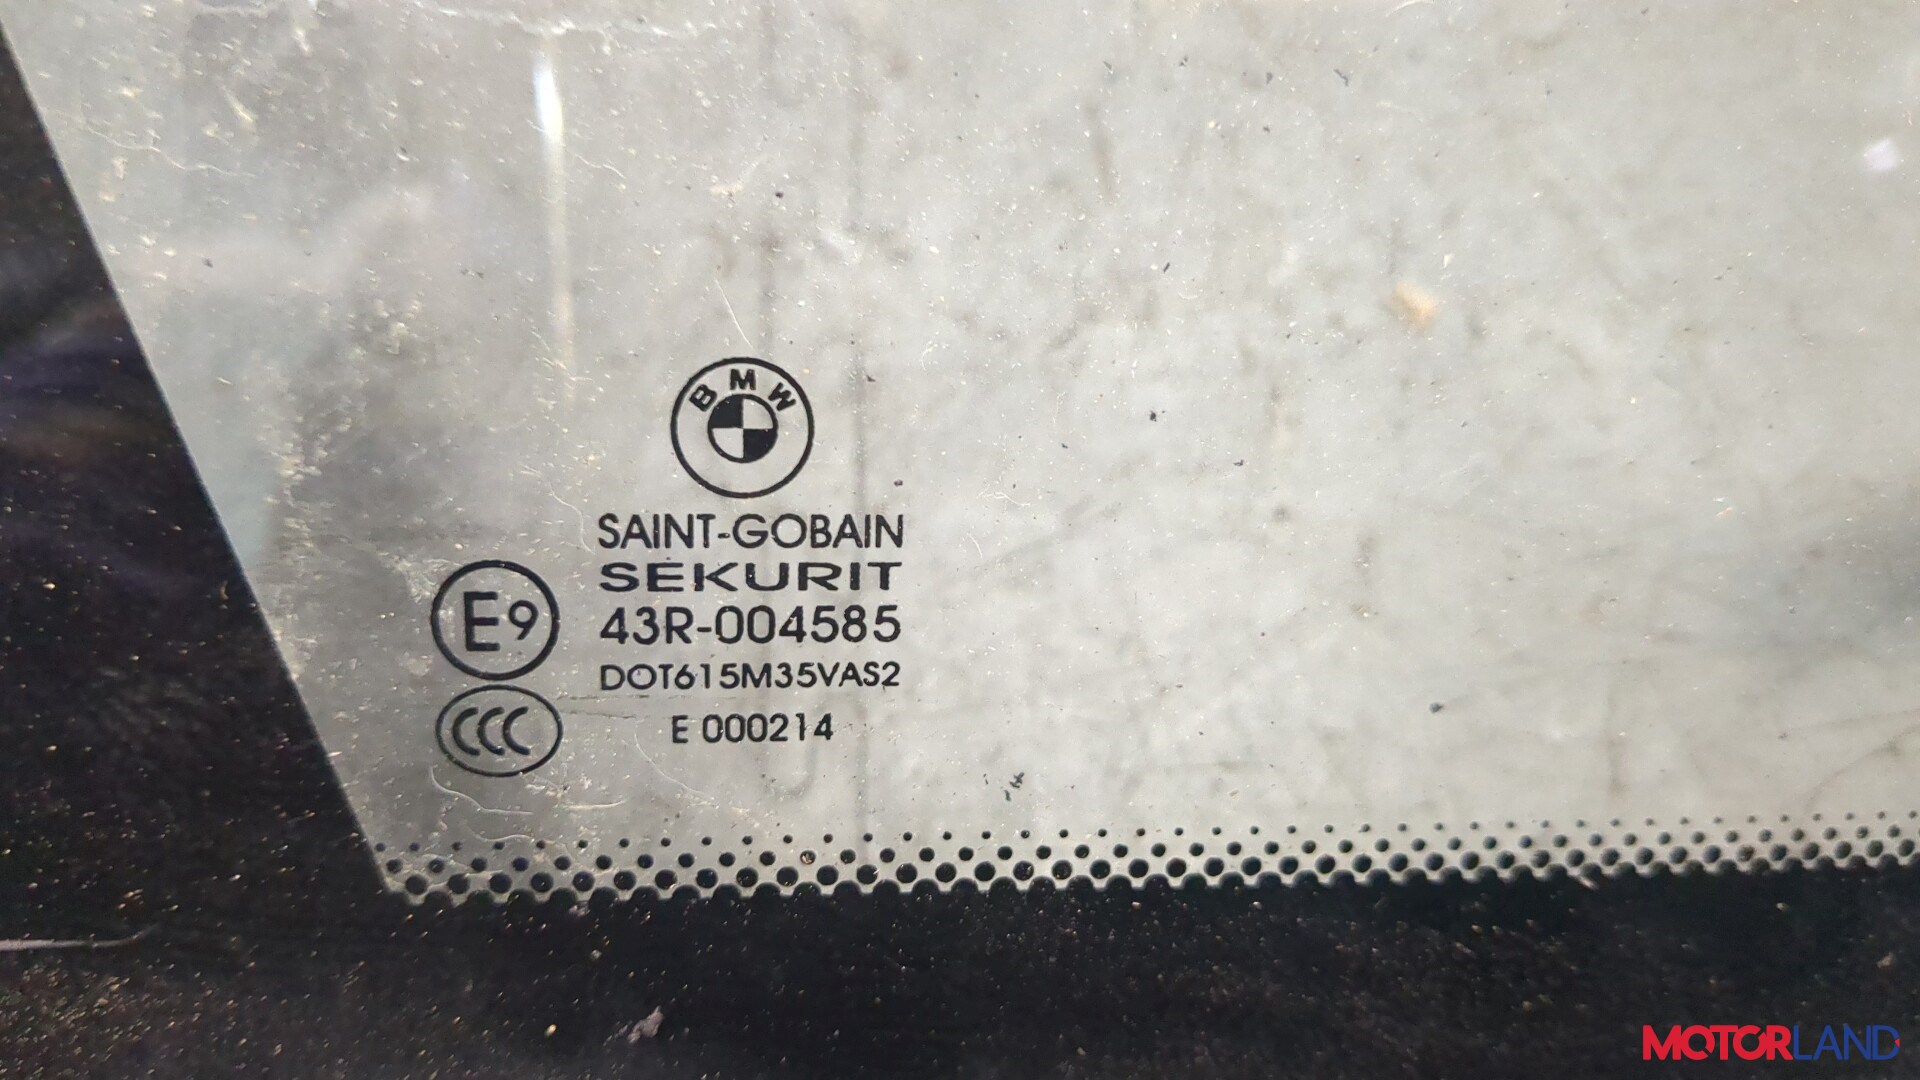 BMW
SAINT-GOBAIN
SEKURIT
E9 43R-004585
DOT615M35VAS2
CCC E 000214
MOTORLAND